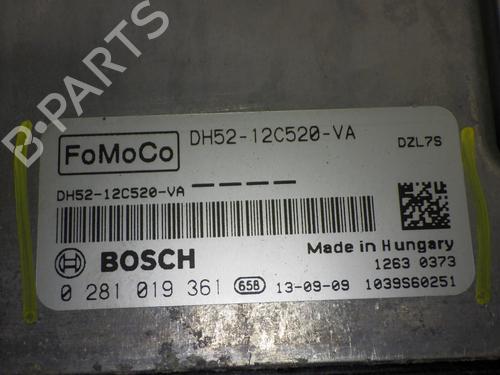 B-PARTS
FoMoCo DH52-12C520-VA DZL7S
DH52-12C520-VA
BOSCH Made in Hungary
1263 0373
0 281 019 361 658 13-09-09 1039S60251